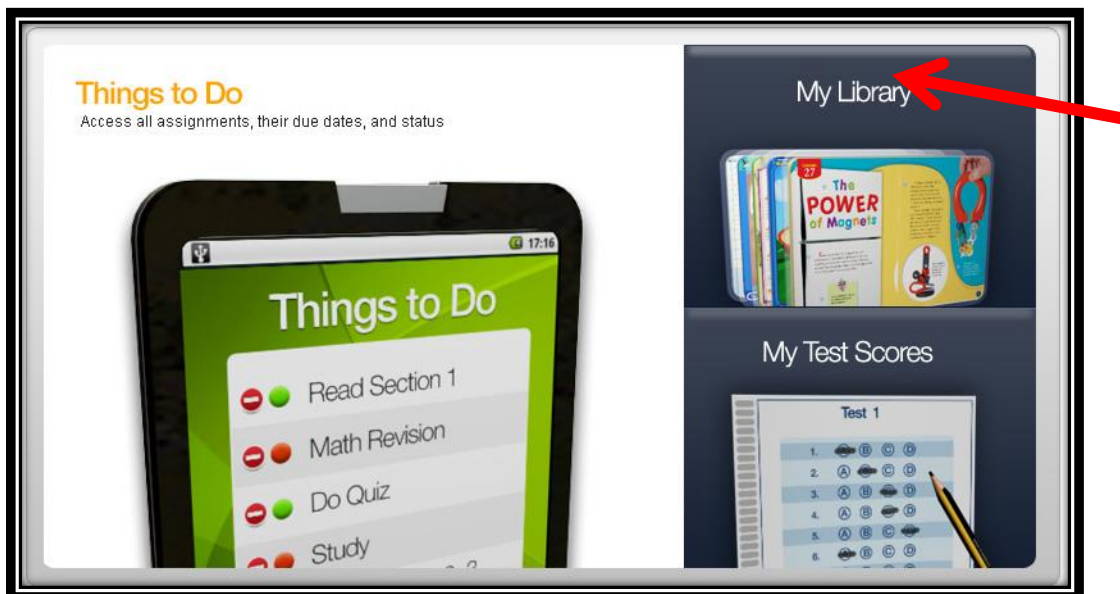 Things to Do
Access all assignments, their due dates, and status
17:16
Things to Do
Read Section 1
Math Revision
Do Quiz
Study
My Library
27
The
POWER
of Magnets
My Test Scores
Test 1
1. A B C D
2. A B C D
3. A B C D
4. A B C D
5. A B C D
6. A B C D